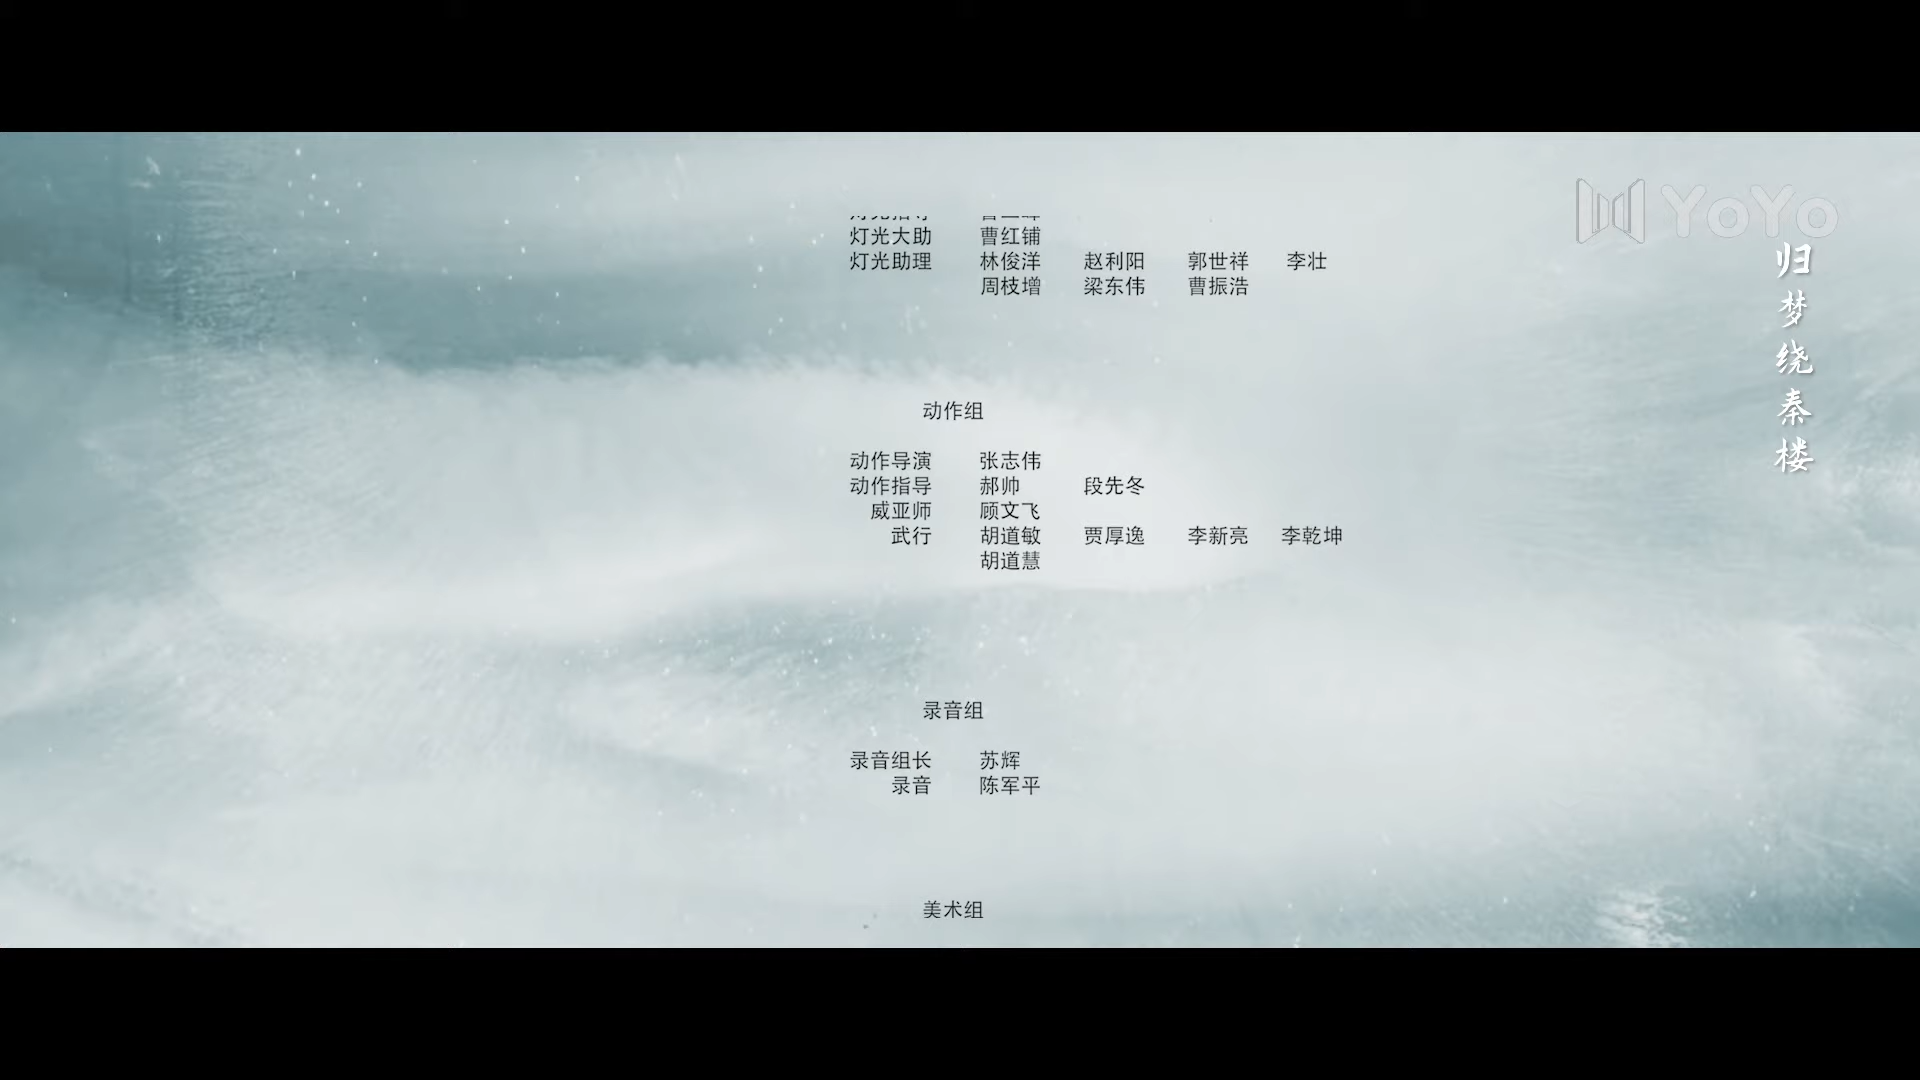 灯光大助 曹红铺
灯光助理 林俊洋 赵利阳 郭世祥 李壮
周枝增 梁东伟 曹振浩
动作组
动作导演 张志伟
动作指导 郝帅 段先冬
威亚师 顾文飞
武行 胡道敏 贾厚逸 李新亮 李乾坤
胡道慧
录音组
录音组长 苏辉
录音 陈军平
美术组
YoYo
归梦绕秦楼